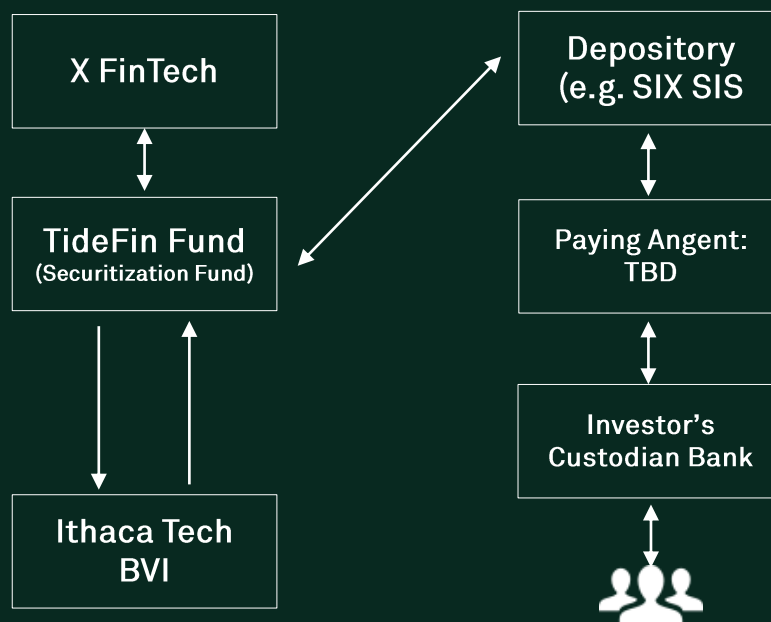 X FinTech
TideFin Fund
(Securitization Fund)
Ithaca Tech
BVI
Depository
(e.g. SIX SIS
Paying Angent:
TBD
Investor’s
Custodian Bank